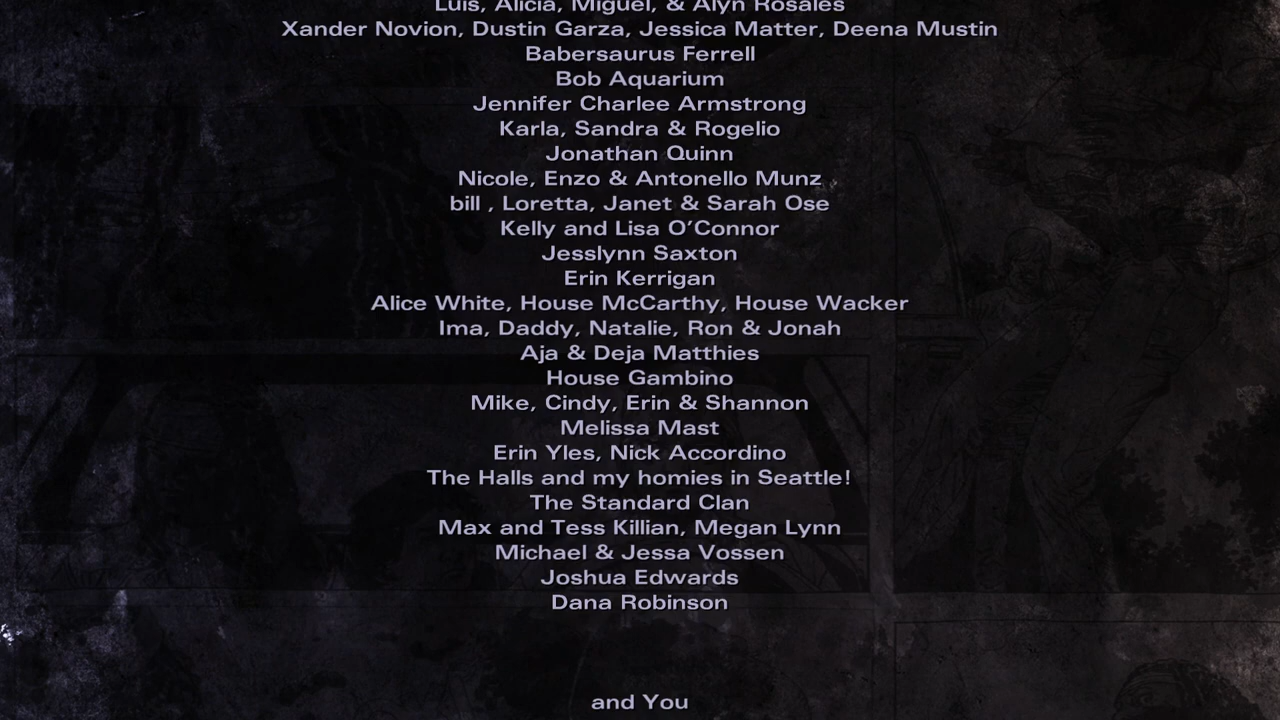 Luis, Alicia, Miguel, & Alyn Rosales
Xander Novion, Dustin Garza, Jessica Matter, Deena Mustin
Babersaurus Ferrell
Bob Aquarium
Jennifer Charlee Armstrong
Karla, Sandra & Rogelio
Jonathan Quinn
Nicole, Enzo & Antonello Munz
bill , Loretta, Janet & Sarah Ose
Kelly and Lisa O’Connor
Jesslynn Saxton
Erin Kerrigan
Alice White, House McCarthy, House Wacker
Ima, Daddy, Natalie, Ron & Jonah
Aja & Deja Matthies
House Gambino
Mike, Cindy, Erin & Shannon
Melissa Mast
Erin Yles, Nick Accordino
The Halls and my homies in Seattle!
The Standard Clan
Max and Tess Killian, Megan Lynn
Michael & Jessa Vossen
Joshua Edwards
Dana Robinson
and You